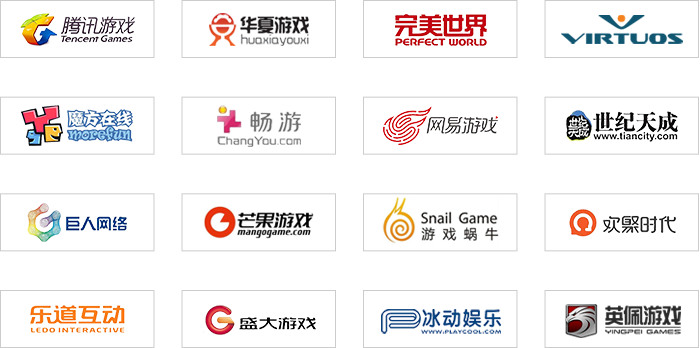 腾讯游戏
Tencent Games
华夏游戏
huaxiayouxi
完美世界
PERFECT WORLD
VIRTUOS
魔方在线
morefun
畅游
ChangYou.com
网易游戏
世纪天成
www.tiancity.com
巨人网络
芒果游戏
mangogame.com
Snail Game
游戏蜗牛
欢聚时代
乐道互动
LEDO INTERACTIVE
盛大游戏
冰动娱乐
WWW.PLAYCOOL.COM
英佩游戏
YINGPEI GAMES